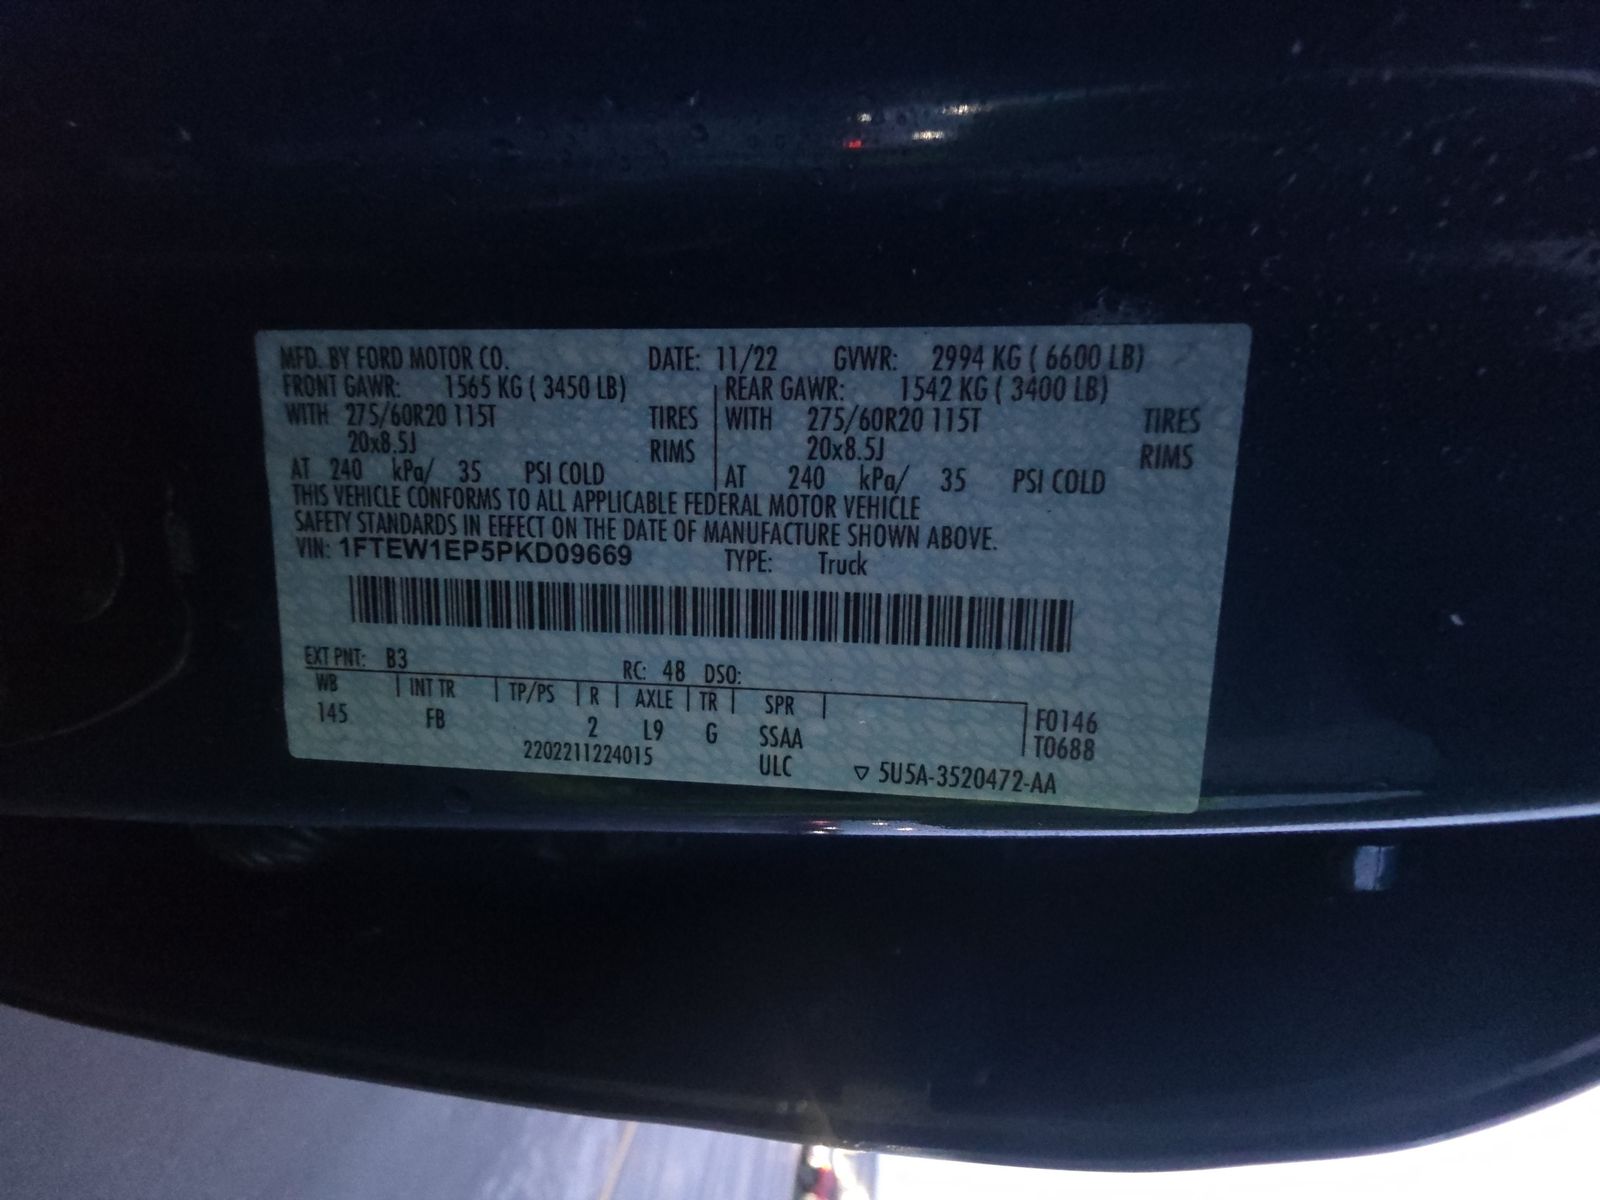 MFD. BY FORD MOTOR CO. DATE: 11/22 GVWR: 2994 KG ( 6600 LB)
FRONT GAWR: 1565 KG ( 3450 LB) REAR GAWR: 1542 KG ( 3400 LB)
WITH 275/60R20 115T TIRES WITH 275/60R20 115T TIRES
20x8.5J RIMS 20x8.5J RIMS
AT 240 kPa/ 35 PSI COLD AT 240 kPa/ 35 PSI COLD
THIS VEHICLE CONFORMS TO ALL APPLICABLE FEDERAL MOTOR VEHICLE
SAFETY STANDARDS IN EFFECT ON THE DATE OF MANUFACTURE SHOWN ABOVE.
VIN: 1FTEW1EP5PKD09669 TYPE: Truck
EXT PNT: B3 RC: 48 DSO:
WB INT TR TP/PS R AXLE TR SPR
145 FB 2 L9 G SSAA F0146
2202211224015 ULC T0688
▽ 5U5A-3520472-AA